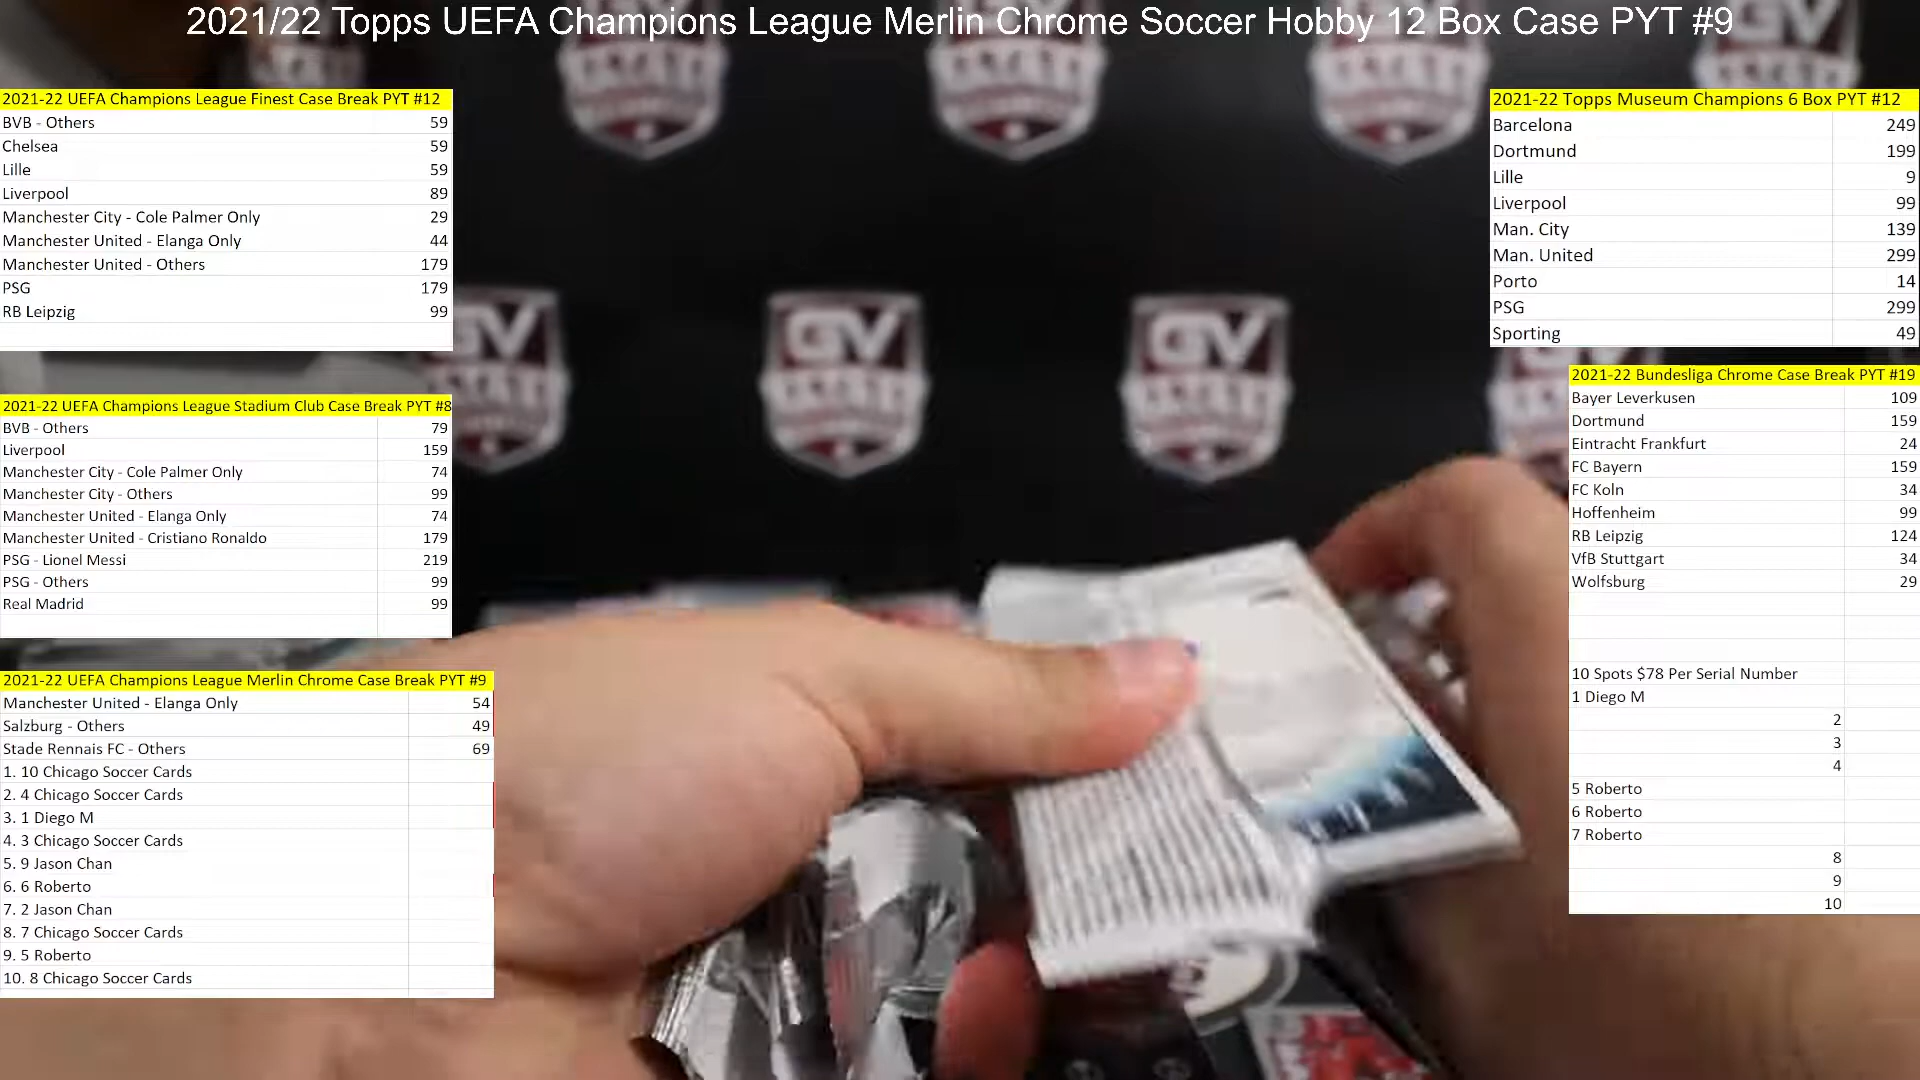 2021/22 Topps UEFA Champions League Merlin Chrome Soccer Hobby 12 Box Case PYT #9
2021-22 UEFA Champions League Finest Case Break PYT #12
BVB - Others 59
Chelsea 59
Lille 59
Liverpool 89
Manchester City - Cole Palmer Only 29
Manchester United - Elanga Only 44
Manchester United - Others 179
PSG 179
RB Leipzig 99
2021-22 UEFA Champions League Stadium Club Case Break PYT #8
BVB - Others 79
Liverpool 159
Manchester City - Cole Palmer Only 74
Manchester City - Others 99
Manchester United - Elanga Only 74
Manchester United - Cristiano Ronaldo 179
PSG - Lionel Messi 219
PSG - Others 99
Real Madrid 99
2021-22 UEFA Champions League Merlin Chrome Case Break PYT #9
Manchester United - Elanga Only 54
Salzburg - Others 49
Stade Rennais FC - Others 69
1. 10 Chicago Soccer Cards
2. 4 Chicago Soccer Cards
3. 1 Diego M
4. 3 Chicago Soccer Cards
5. 9 Jason Chan
6. 6 Roberto
7. 2 Jason Chan
8. 7 Chicago Soccer Cards
9. 5 Roberto
10. 8 Chicago Soccer Cards
2021-22 Topps Museum Champions 6 Box PYT #12
Barcelona 249
Dortmund 199
Lille 9
Liverpool 99
Man. City 139
Man. United 299
Porto 14
PSG 299
Sporting 49
2021-22 Bundesliga Chrome Case Break PYT #19
Bayer Leverkusen 109
Dortmund 159
Eintracht Frankfurt 24
FC Bayern 159
FC Koln 34
Hoffenheim 99
RB Leipzig 124
VfB Stuttgart 34
Wolfsburg 29
10 Spots $78 Per Serial Number
1 Diego M
2
3
4
5 Roberto
6 Roberto
7 Roberto
8
9
10
GV
GV
GV
GV